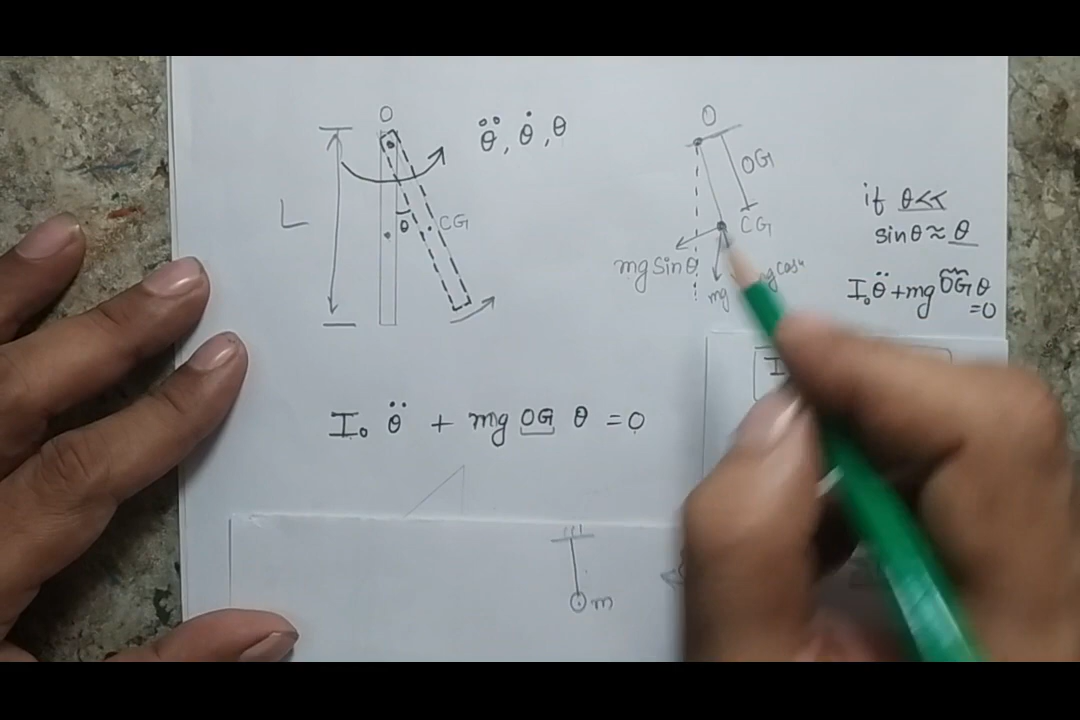 O
θ̈, θ̇, θ
L
θ
CG
O
OG
CG
mg sinθ
mg
if θ<<
sinθ ≈ θ
I₀θ̈ + mg OG θ
=0
I₀ θ̈ + mg OG θ = 0
m